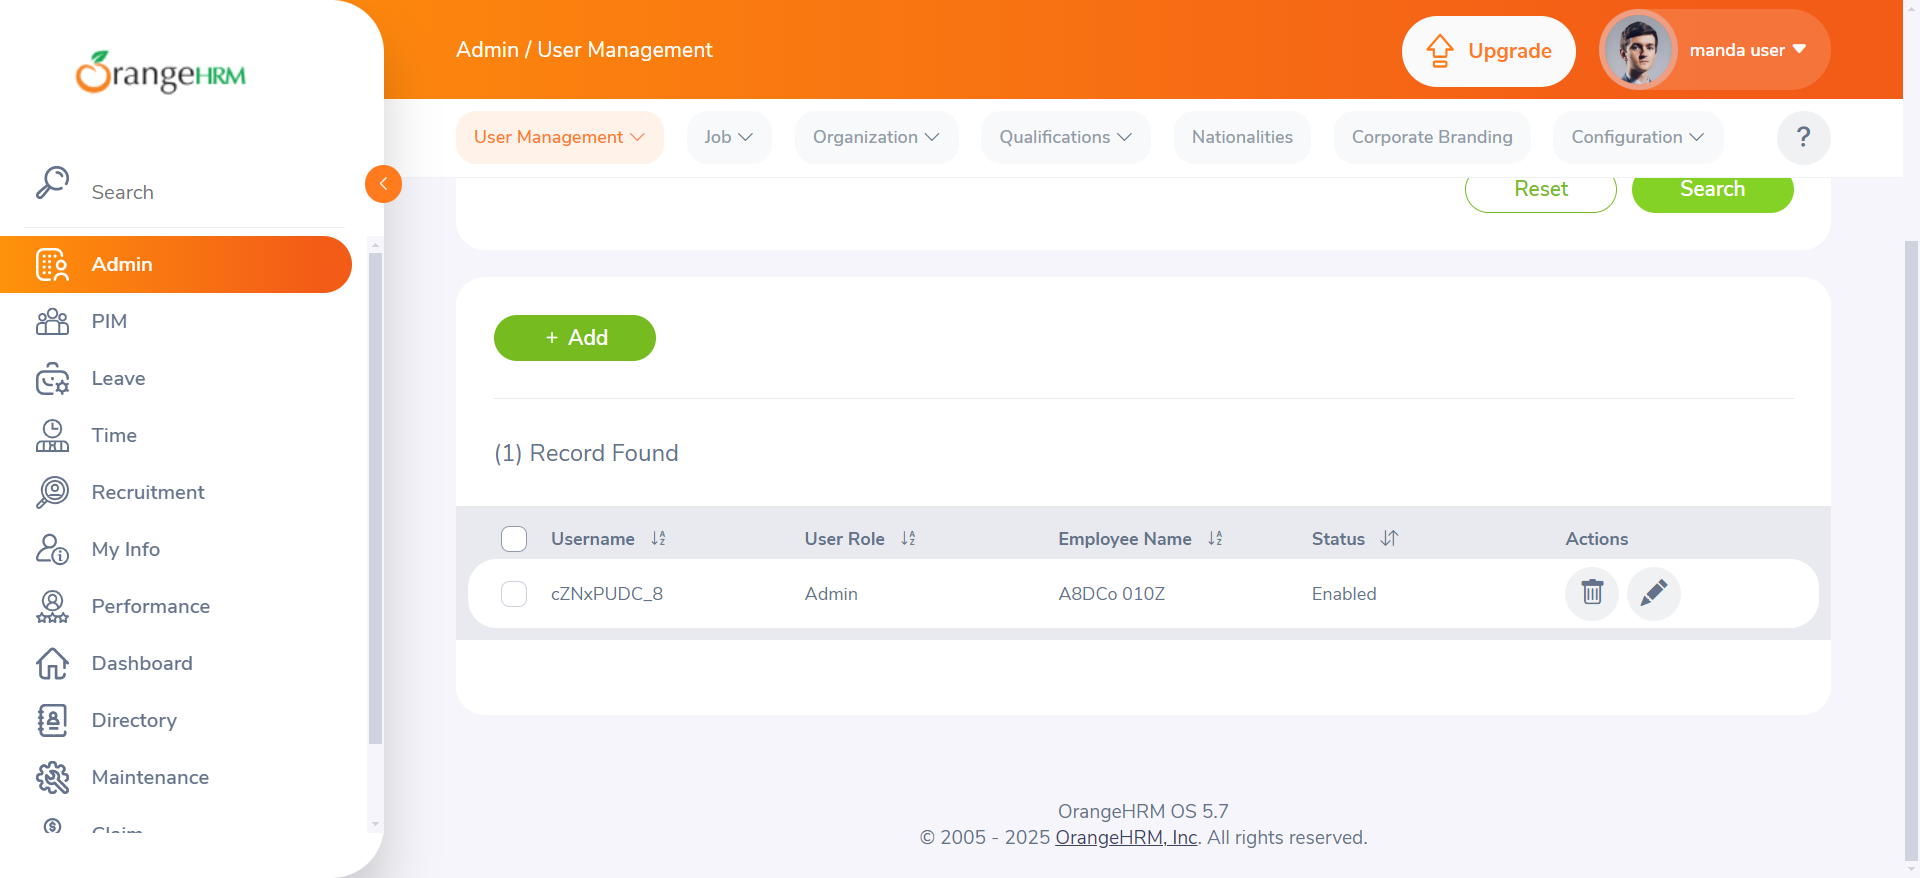 OrangeHRM
Admin / User Management
Upgrade
manda user
User Management
Job
Organization
Qualifications
Nationalities
Corporate Branding
Configuration
?
Search
Admin
PIM
Leave
Time
Recruitment
My Info
Performance
Dashboard
Directory
Maintenance
Claim
Reset
Search
+ Add
(1) Record Found
Username
User Role
Employee Name
Status
Actions
cZNxPUDC_8
Admin
A8DCo 010Z
Enabled
OrangeHRM OS 5.7
© 2005 - 2025 OrangeHRM, Inc. All rights reserved.